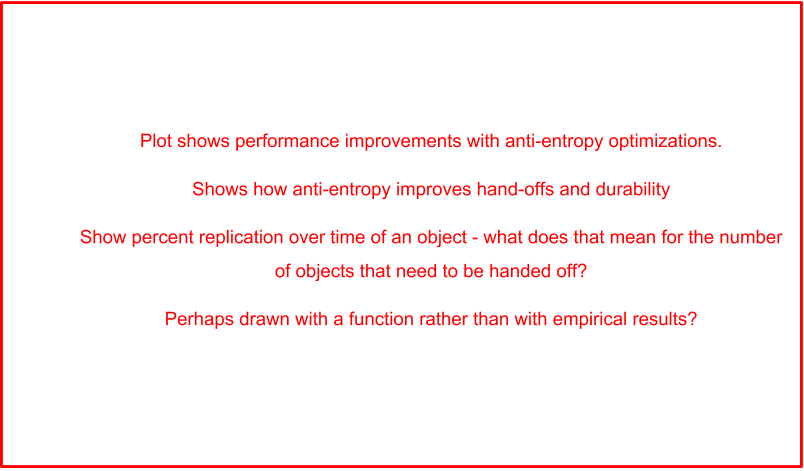 Plot shows performance improvements with anti-entropy optimizations.
Shows how anti-entropy improves hand-offs and durability
Show percent replication over time of an object - what does that mean for the number
of objects that need to be handed off?
Perhaps drawn with a function rather than with empirical results?